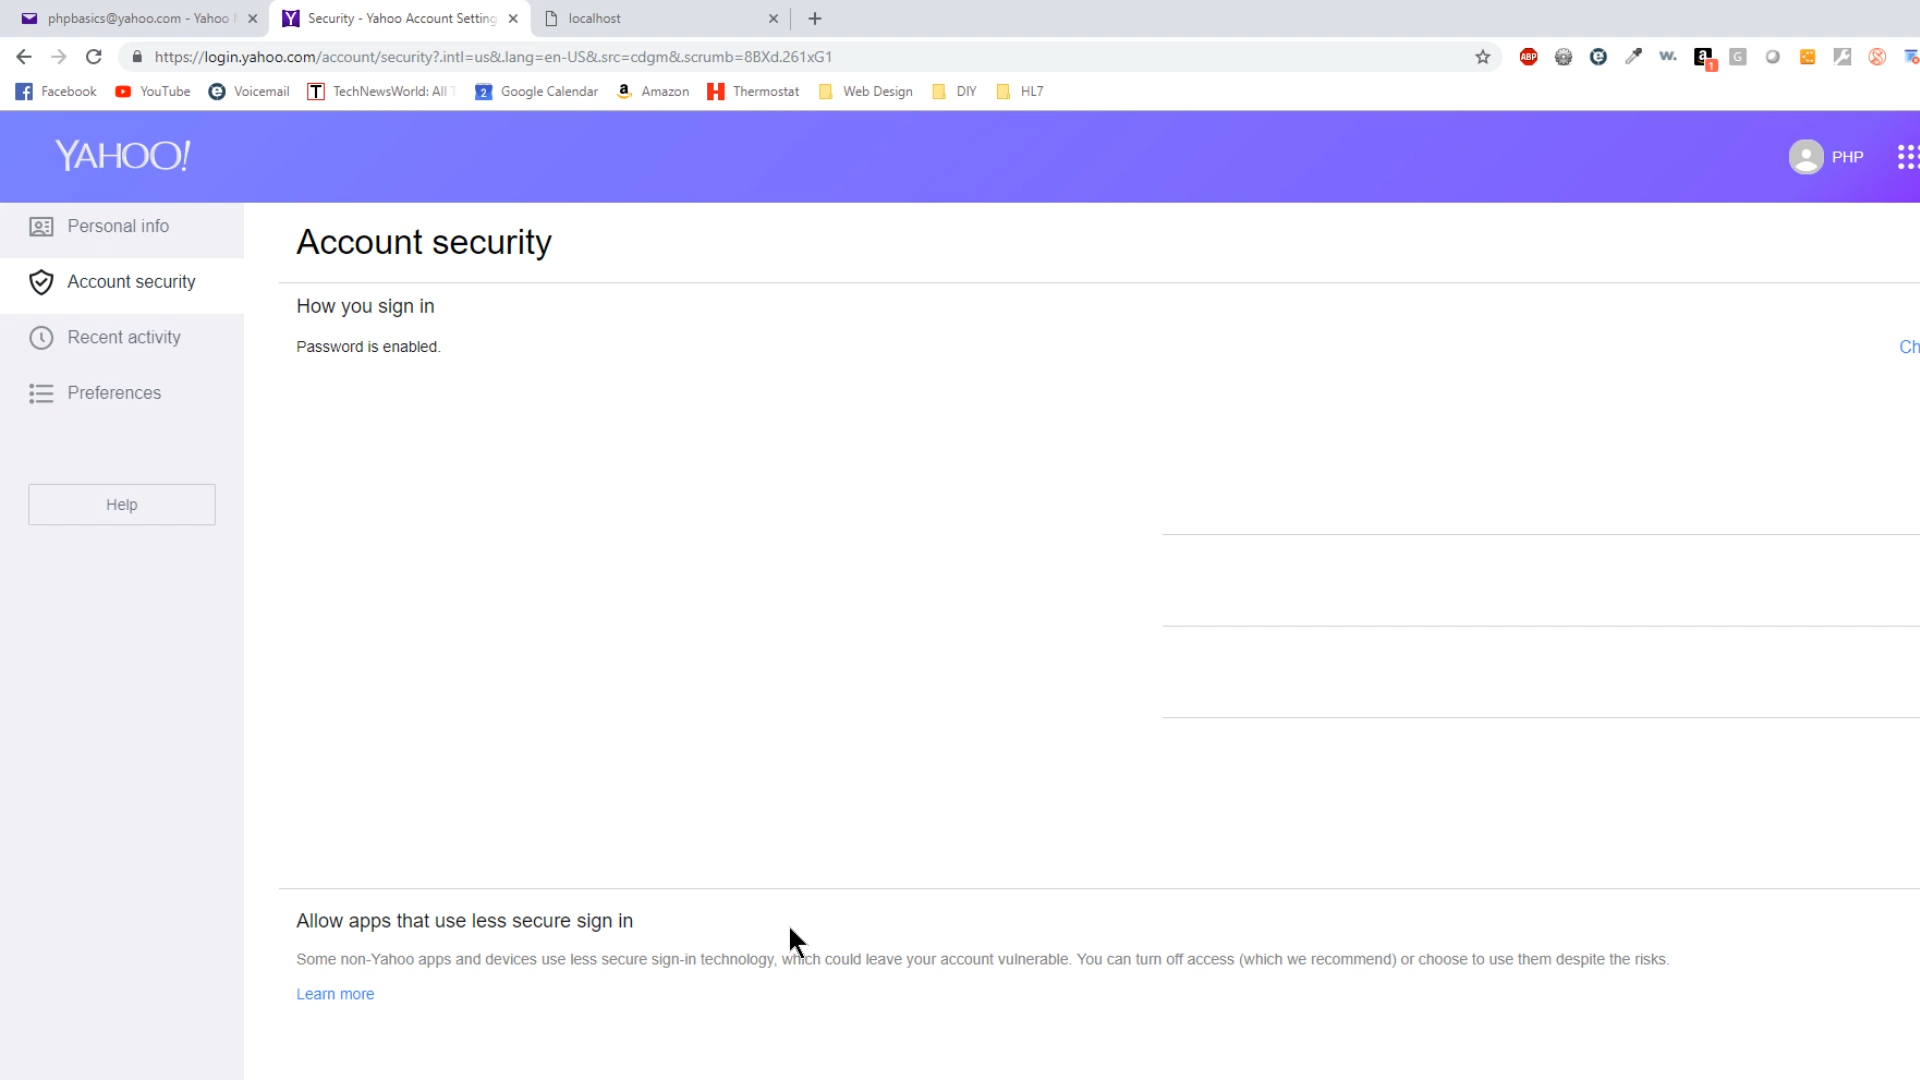 phpbasics@yahoo.com - Yahoo
Security - Yahoo Account Setting
localhost
https://login.yahoo.com/account/security?.intl=us&.lang=en-US&.src=cdgm&.scrumb=8BXd.261xG1
ABP
w.
a
1
G
Facebook
YouTube
Voicemail
T
TechNewsWorld: All
2
Google Calendar
Amazon
Thermostat
Web Design
DIY
HL7
YAHOO!
PHP
Personal info
Account security
Recent activity
Preferences
Help
Account security
How you sign in
Password is enabled.
Ch
Allow apps that use less secure sign in
Some non-Yahoo apps and devices use less secure sign-in technology, which could leave your account vulnerable. You can turn off access (which we recommend) or choose to use them despite the risks.
Learn more